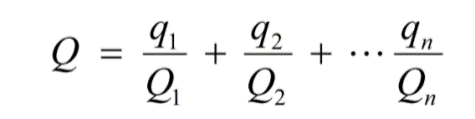 Q = q₁/Q₁ + q₂/Q₂ + ⋯ qₙ/Qₙ